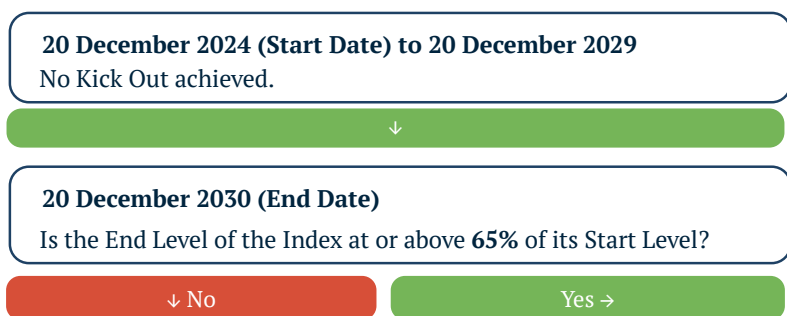 20 December 2024 (Start Date) to 20 December 2029
No Kick Out achieved.
↓
20 December 2030 (End Date)
Is the End Level of the Index at or above 65% of its Start Level?
↓ No
Yes →